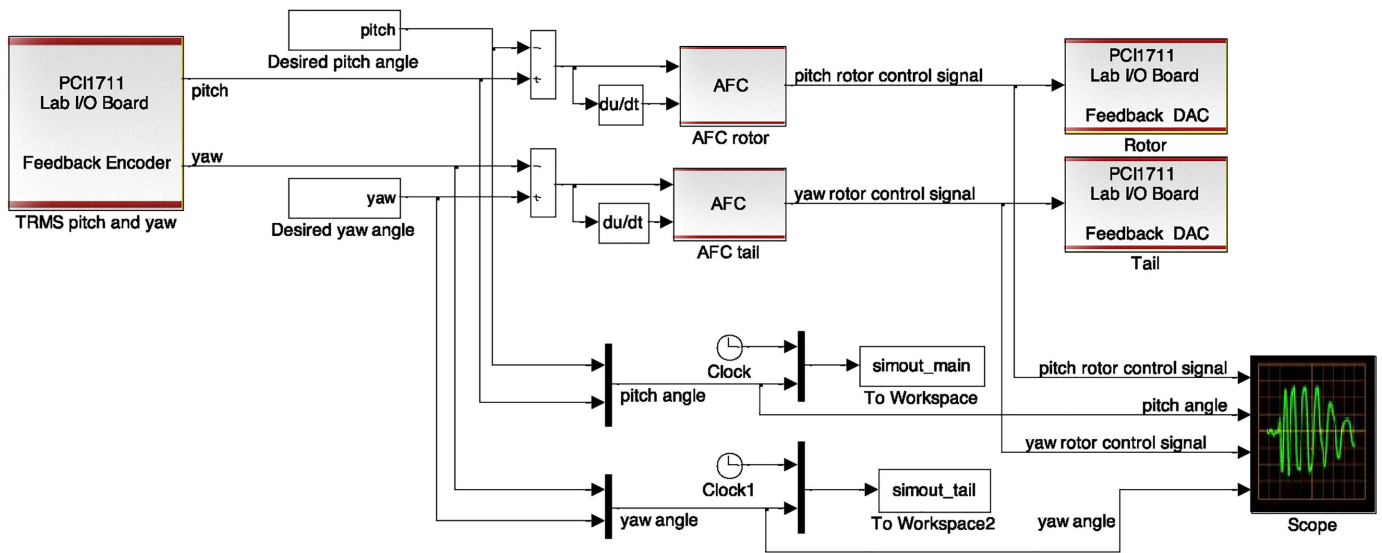 pitch
Desired pitch angle
PCI1711
Lab I/O Board
Feedback Encoder
TRMS pitch and yaw
pitch
yaw
yaw
Desired yaw angle
-
+
du/dt
AFC
AFC rotor
pitch rotor control signal
PCI1711
Lab I/O Board
Feedback DAC
Rotor
-
+
du/dt
AFC
AFC tail
yaw rotor control signal
PCI1711
Lab I/O Board
Feedback DAC
Tail
pitch angle
Clock
simout_main
To Workspace
yaw angle
Clock1
simout_tail
To Workspace2
pitch rotor control signal
pitch angle
yaw rotor control signal
yaw angle
Scope